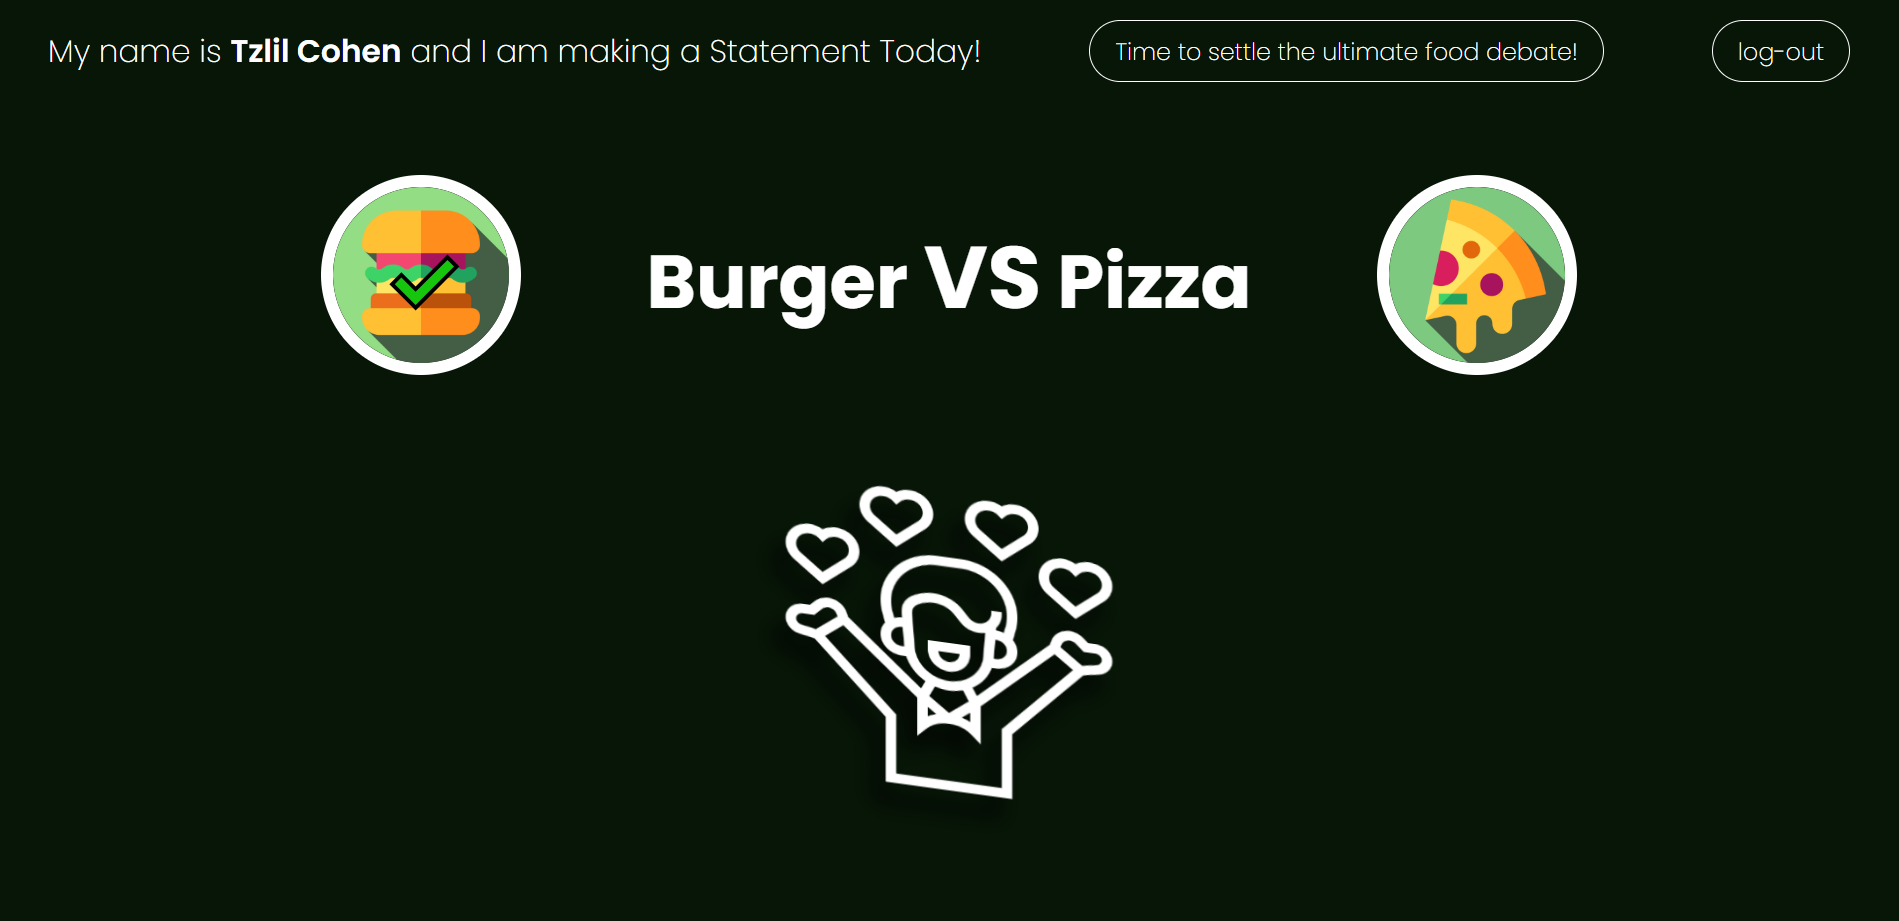 My name is Tzlil Cohen and I am making a Statement Today!
Time to settle the ultimate food debate!
log-out
Burger VS Pizza